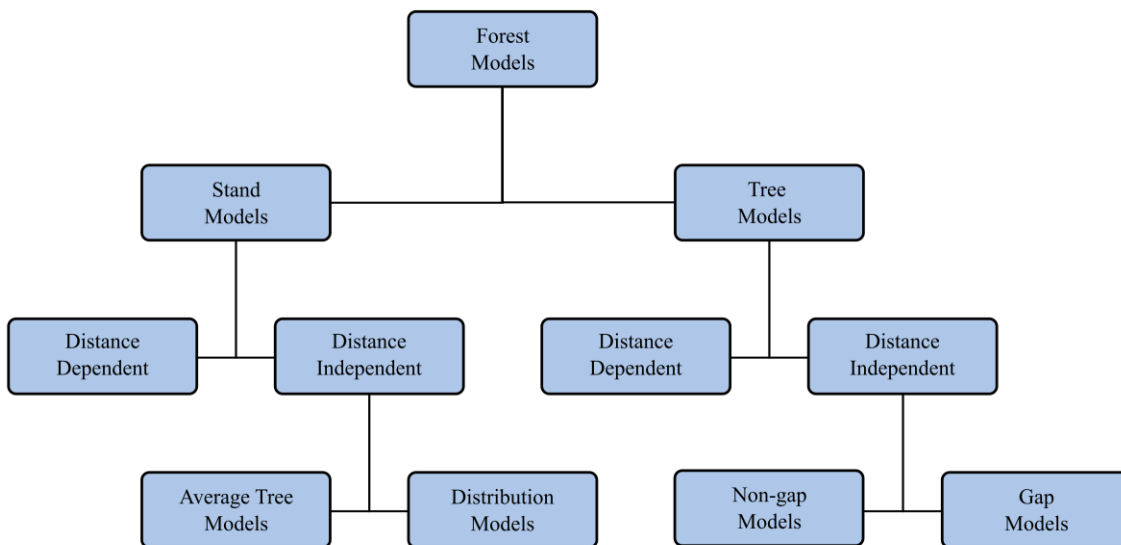 Forest
Models
Stand
Models
Tree
Models
Distance
Dependent
Distance
Independent
Distance
Dependent
Distance
Independent
Average Tree
Models
Distribution
Models
Non-gap
Models
Gap
Models